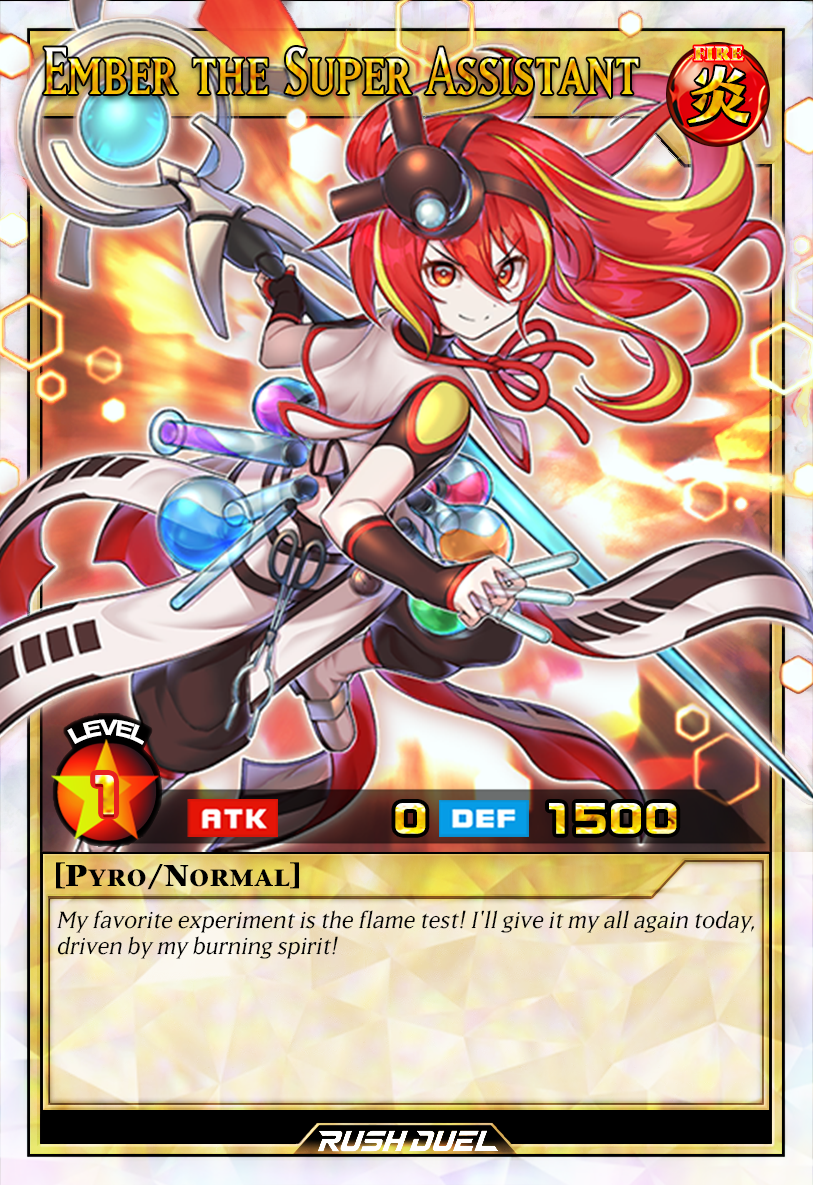 EMBER THE SUPER ASSISTANT
FIRE
炎
LEVEL
1
ATK 0 DEF 1500
[PYRO/NORMAL]
My favorite experiment is the flame test! I'll give it my all again today,
driven by my burning spirit!
RUSH DUEL